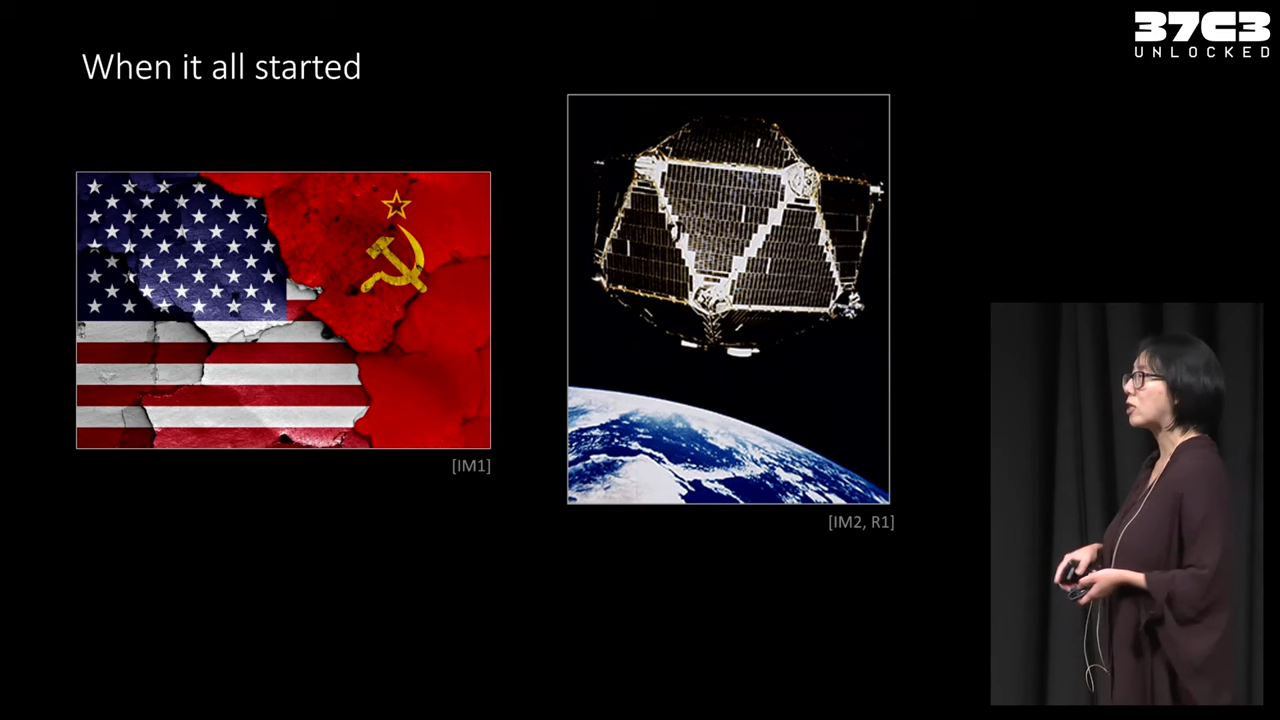 37C3
UNLOCKED
When it all started
[IM1]
[IM2, R1]